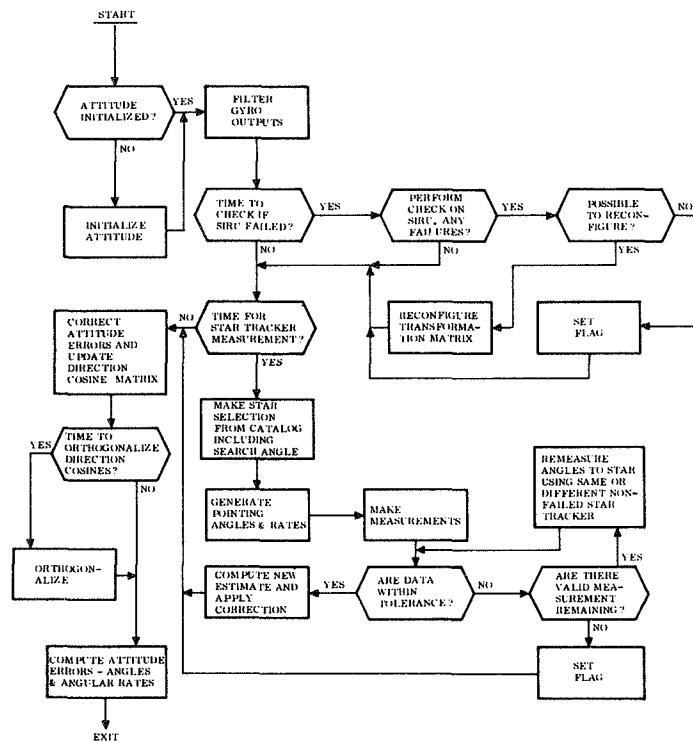 START
ATTITUDE
INITIALIZED?
YES
NO
INITIALIZE
ATTITUDE
FILTER
GYRO
OUTPUTS
TIME TO
CHECK IF
SIRU FAILED?
YES
NO
PERFORM
CHECK ON
SIRU, ANY
FAILURES?
YES
NO
POSSIBLE
TO RECON-
FIGURE?
NO
YES
RECONFIGURE
TRANSFORMA-
TION MATRIX
SET
FLAG
TIME FOR
STAR TRACKER
MEASUREMENT?
NO
YES
CORRECT
ATTITUDE
ERRORS AND
UPDATE
DIRECTION
COSINE MATRIX
TIME TO
ORTHOGONALIZE
DIRECTION
COSINES?
YES
NO
ORTHOGON-
ALIZE
COMPUTE ATTITUDE
ERRORS - ANGLES
& ANGULAR RATES
EXIT
MAKE STAR
SELECTION
FROM CATALOG
INCLUDING
SEARCH ANGLE
GENERATE
POINTING
ANGLES & RATES
MAKE
MEASUREMENTS
REMEASURE
ANGLES TO STAR
USING SAME OR
DIFFERENT NON-
FAILED STAR
TRACKER
COMPUTE NEW
ESTIMATE AND
APPLY
CORRECTION
YES
ARE DATA
WITHIN
TOLERANCE?
NO
ARE THERE
VALID MEA-
SUREMENT
REMAINING?
YES
NO
SET
FLAG